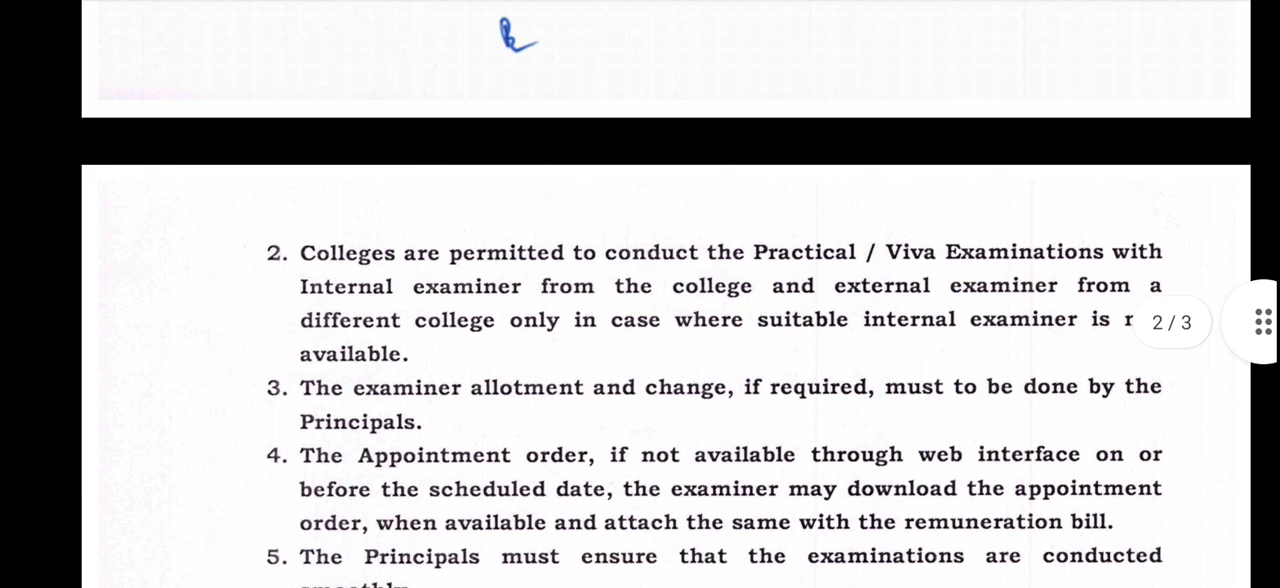 2. Colleges are permitted to conduct the Practical / Viva Examinations with
Internal examiner from the college and external examiner from a
different college only in case where suitable internal examiner is
2 / 3
available.
3. The examiner allotment and change, if required, must to be done by the
Principals.
4. The Appointment order, if not available through web interface on or
before the scheduled date, the examiner may download the appointment
order, when available and attach the same with the remuneration bill.
5. The Principals must ensure that the examinations are conducted